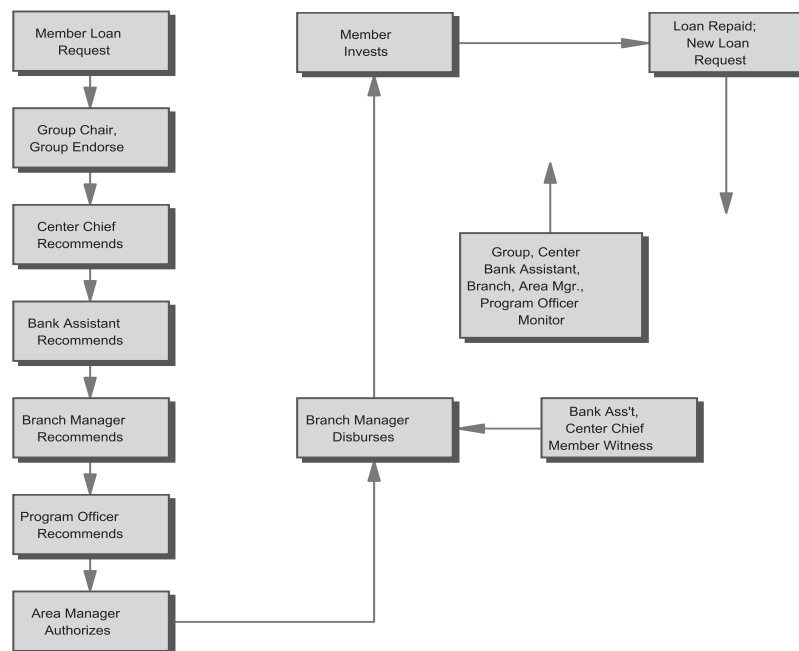 Member Loan
Request
Group Chair,
Group Endorse
Center Chief
Recommends
Bank Assistant
Recommends
Branch Manager
Recommends
Program Officer
Recommends
Area Manager
Authorizes
Member
Invests
Branch Manager
Disburses
Loan Repaid;
New Loan
Request
Group, Center
Bank Assistant,
Branch, Area Mgr.,
Program Officer
Monitor
Bank Ass't,
Center Chief
Member Witness